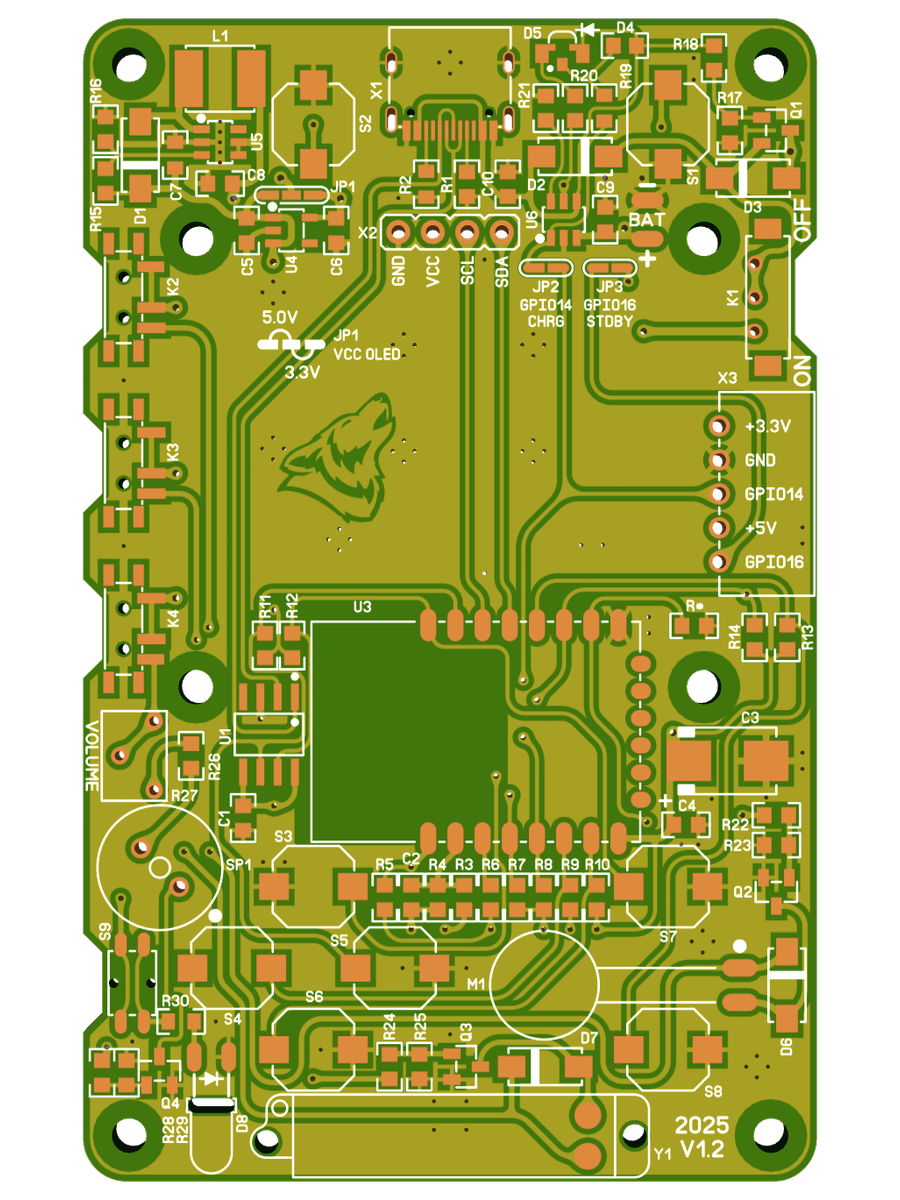 L1
D5
D4
R18
R20
R19
X1
R16
R21
R17
Q1
S2
U5
C7
C8
JP1
R2
R1
C10
D2
C9
S1
D3
R15
D1
U6
BAT
OFF
C5
U4
C6
X2
GND
VCC
SCL
SDA
+
K2
JP2
JP3
GPIO14
GPIO16
CHRG
STDBY
K1
5.0V
JP1
VCC OLED
3.3V
ON
X3
+3.3V
K3
GND
GPIO14
+5V
GPIO16
K4
R11
R12
U3
R*
R14
R13
VOLUME
U1
R26
C3
R27
C1
+
C4
S3
R22
SP1
R5
C2
R4
R3
R6
R7
R8
R9
R10
R23
Q2
S9
S5
S7
M1
R30
S6
S4
R24
R25
Q3
D7
D6
S8
Q4
R28
R29
D8
2025
V1.2
Y1